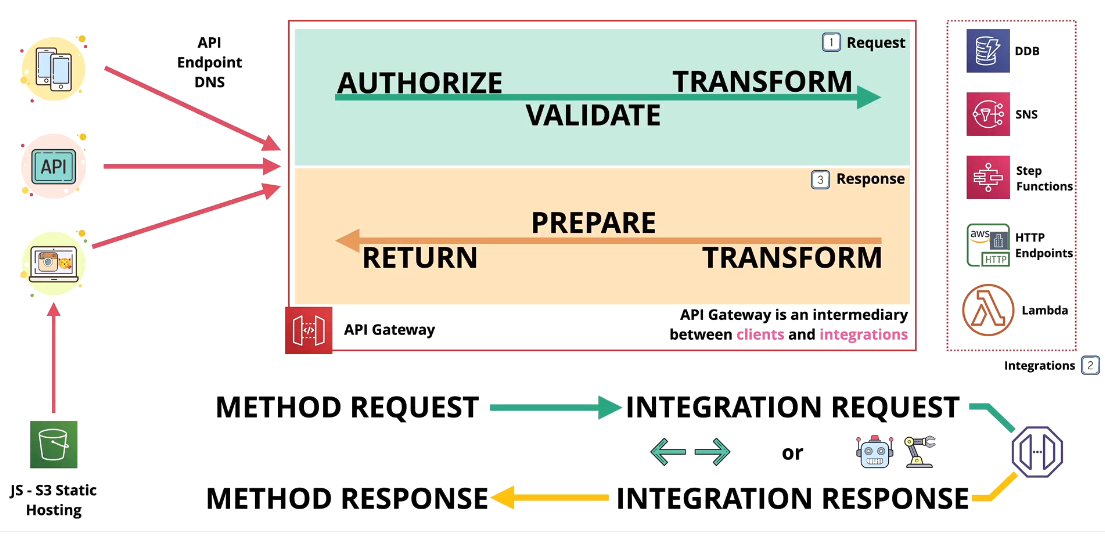 API
Endpoint
DNS
1 Request
AUTHORIZE
TRANSFORM
VALIDATE
3 Response
PREPARE
RETURN
TRANSFORM
API Gateway
API Gateway is an intermediary
between clients and integrations
API
DDB
SNS
Step
Functions
aws
HTTP
HTTP
Endpoints
Lambda
Integrations 2
JS - S3 Static
Hosting
METHOD REQUEST
INTEGRATION REQUEST
or
METHOD RESPONSE
INTEGRATION RESPONSE